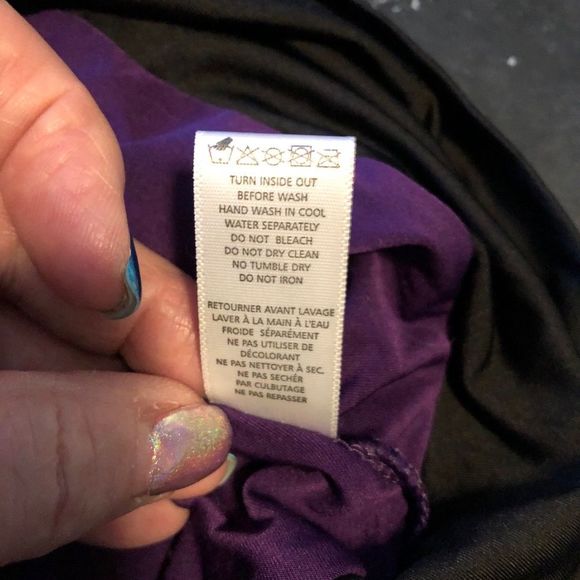 TURN INSIDE OUT
BEFORE WASH
HAND WASH IN COOL
WATER SEPARATELY
DO NOT BLEACH
DO NOT DRY CLEAN
NO TUMBLE DRY
DO NOT IRON
RETOURNER AVANT LAVAGE
LAVER À LA MAIN À L'EAU
FROIDE SÉPARÉMENT
NE PAS UTILISER DE
DÉCOLORANT
NE PAS NETTOYER À SEC.
NE PAS SECHÉR
PAR CULBUTAGE
NE PAS REPASSER